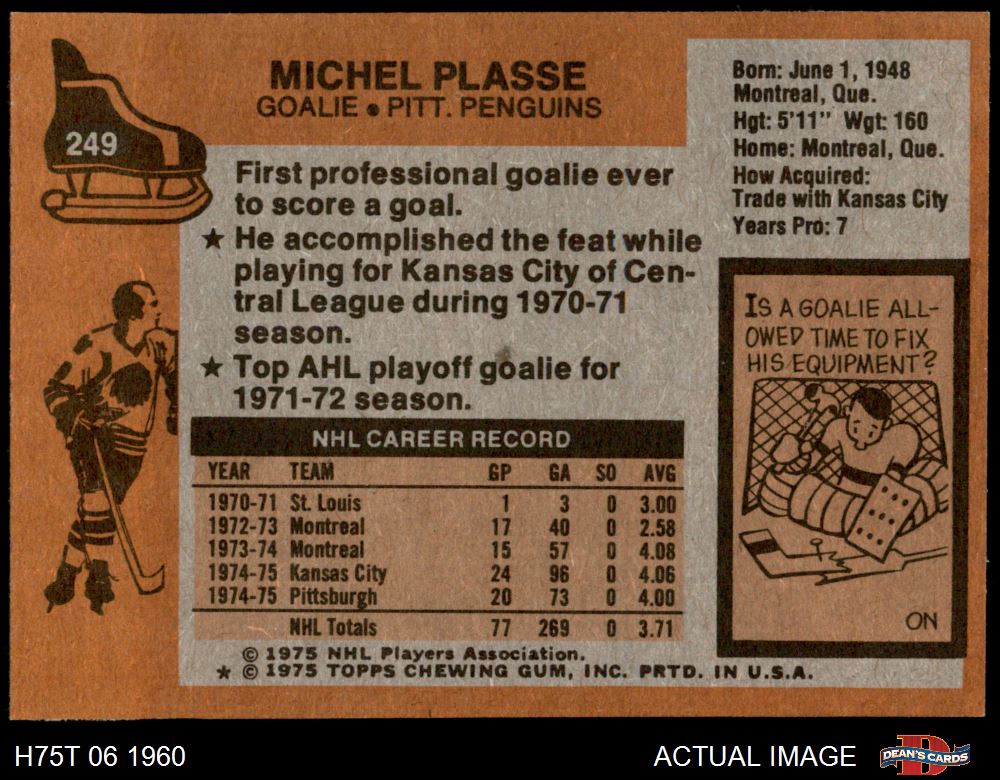 249
MICHEL PLASSE
GOALIE • PITT. PENGUINS
First professional goalie ever
to score a goal.
★ He accomplished the feat while
playing for Kansas City of Cen-
tral League during 1970-71
season.
★ Top AHL playoff goalie for
1971-72 season.
NHL CAREER RECORD
YEAR TEAM GP GA SO AVG
1970-71 St. Louis 1 3 0 3.00
1972-73 Montreal 17 40 0 2.58
1973-74 Montreal 15 57 0 4.08
1974-75 Kansas City 24 96 0 4.06
1974-75 Pittsburgh 20 73 0 4.00
NHL Totals 77 269 0 3.71
© 1975 NHL Players Association.
★ © 1975 TOPPS CHEWING GUM, INC. PRTD. IN U.S.A.
Born: June 1, 1948
Montreal, Que.
Hgt: 5'11" Wgt: 160
Home: Montreal, Que.
How Acquired:
Trade with Kansas City
Years Pro: 7
IS A GOALIE ALL-
OWED TIME TO FIX
HIS EQUIPMENT?
ON
H75T 06 1960
ACTUAL IMAGE
D
DEAN'S CARDS